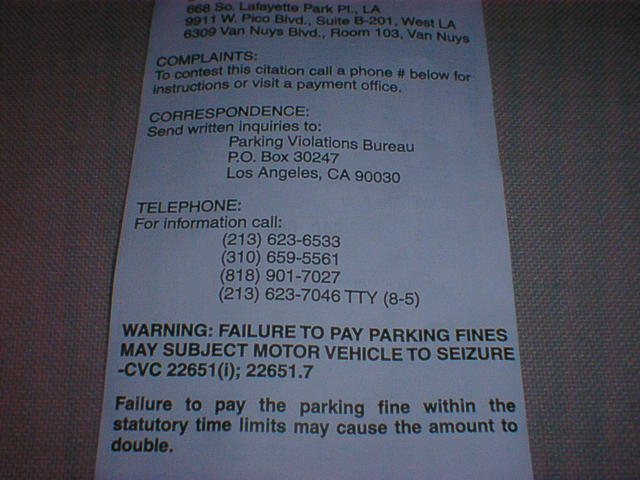 668 So. Lafayette Park Pl., LA
9911 W. Pico Blvd., Suite B-201, West LA
6309 Van Nuys Blvd., Room 103, Van Nuys
COMPLAINTS:
To contest this citation call a phone # below for
instructions or visit a payment office.
CORRESPONDENCE:
Send written inquiries to:
Parking Violations Bureau
P.O. Box 30247
Los Angeles, CA 90030
TELEPHONE:
For information call:
(213) 623-6533
(310) 659-5561
(818) 901-7027
(213) 623-7046 TTY (8-5)
WARNING: FAILURE TO PAY PARKING FINES
MAY SUBJECT MOTOR VEHICLE TO SEIZURE
-CVC 22651(i); 22651.7
Failure to pay the parking fine within the
statutory time limits may cause the amount to
double.